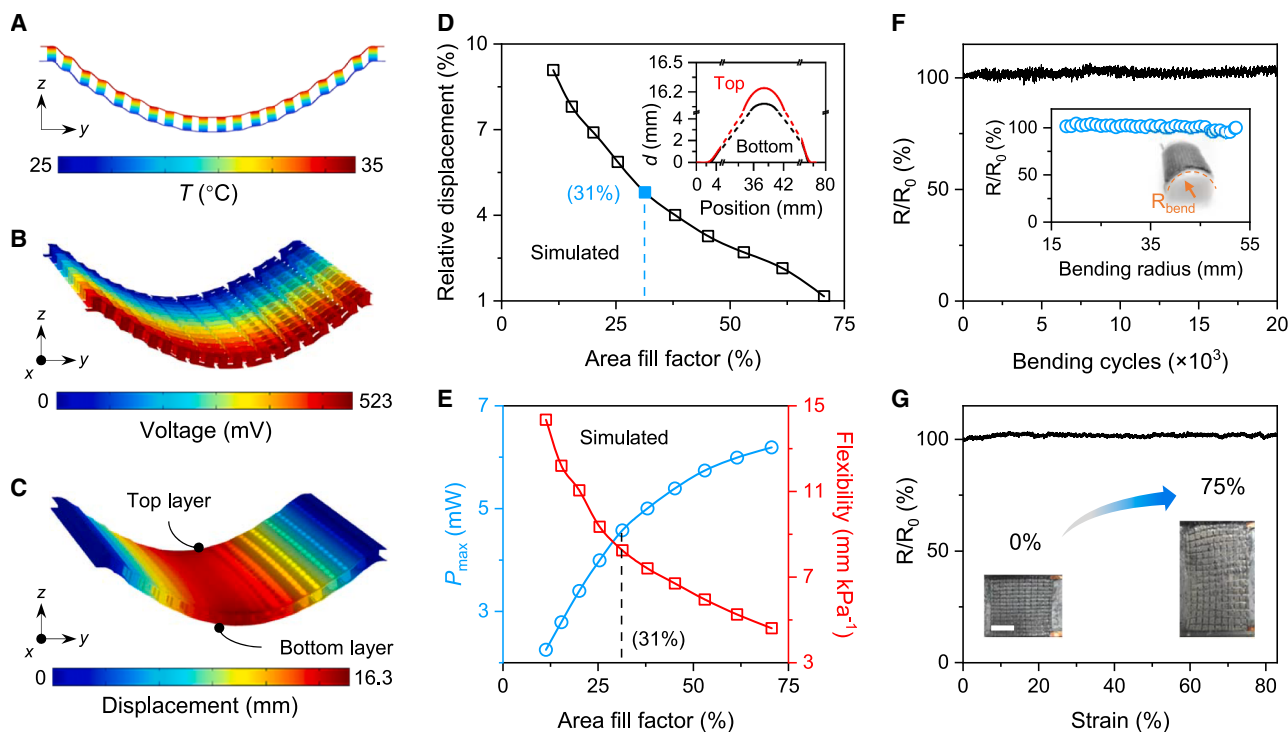 A
z
y
25
35
T (°C)
B
z
x
y
0
523
Voltage (mV)
C
Top layer
z
x
y
Bottom layer
0
16.3
Displacement (mm)
D
Relative displacement (%)
10
7
4
1
(31%)
Simulated
0
25
50
75
Area fill factor (%)
16.5
16.2
4
2
0
d (mm)
Top
Bottom
0
4
36
42
80
Position (mm)
E
P_max (mW)
7
5
3
Simulated
(31%)
Flexibility (mm kPa⁻¹)
15
11
7
3
0
25
50
75
Area fill factor (%)
F
R/R₀ (%)
100
50
0
R/R₀ (%)
100
50
0
R_bend
15
35
55
Bending radius (mm)
0
5
10
15
20
Bending cycles (×10³)
G
R/R₀ (%)
100
50
0
0%
75%
0
20
40
60
80
Strain (%)